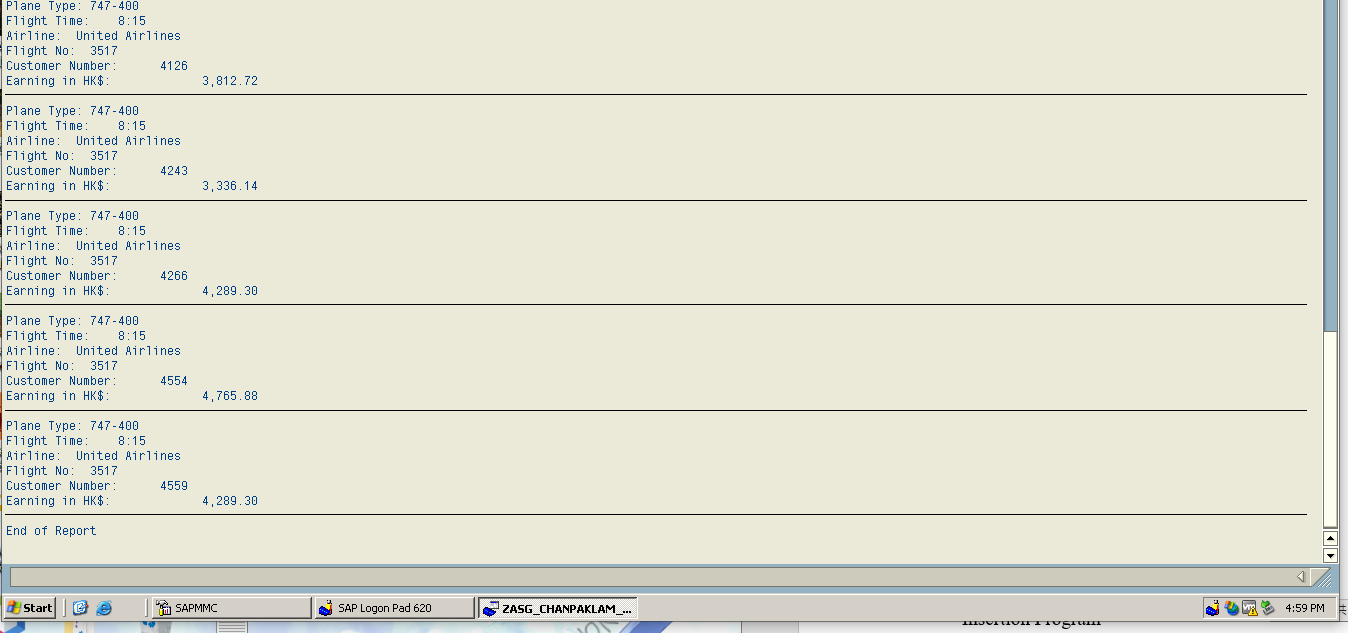 Plane Type: 747-400
Flight Time:    8:15
Airline:  United Airlines
Flight No:  3517
Customer Number:      4126
Earning in HK$:             3,812.72
Plane Type: 747-400
Flight Time:    8:15
Airline:  United Airlines
Flight No:  3517
Customer Number:      4243
Earning in HK$:             3,336.14
Plane Type: 747-400
Flight Time:    8:15
Airline:  United Airlines
Flight No:  3517
Customer Number:      4266
Earning in HK$:             4,289.30
Plane Type: 747-400
Flight Time:    8:15
Airline:  United Airlines
Flight No:  3517
Customer Number:      4554
Earning in HK$:             4,765.88
Plane Type: 747-400
Flight Time:    8:15
Airline:  United Airlines
Flight No:  3517
Customer Number:      4559
Earning in HK$:             4,289.30
End of Report
Start SAPMMC SAP Logon Pad 620 ZASG_CHANPAKLAM_... 4:59 PM
Insertion Program